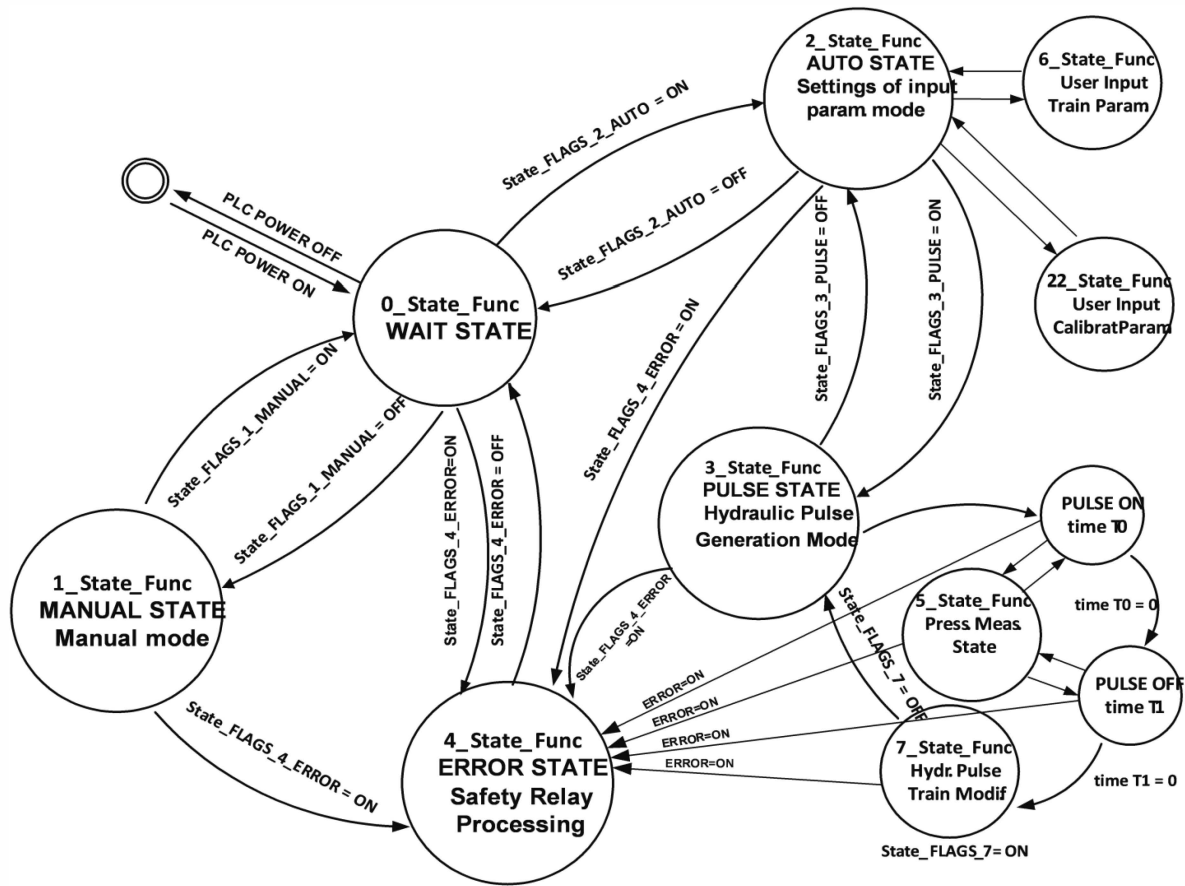 2_State_Func
AUTO STATE
Settings of input
param. mode
6_State_Func
User Input
Train Param
State_FLAGS_2_AUTO = ON
State_FLAGS_2_AUTO = OFF
PLC POWER OFF
PLC POWER ON
0_State_Func
WAIT STATE
22_State_Func
User Input
CalibratParam
State_FLAGS_3_PULSE = OFF
State_FLAGS_3_PULSE = ON
State_FLAGS_4_ERROR = ON
State_FLAGS_1_MANUAL = ON
State_FLAGS_1_MANUAL = OFF
State_FLAGS_4_ERROR=ON
State_FLAGS_4_ERROR = OFF
3_State_Func
PULSE STATE
Hydraulic Pulse
Generation Mode
PULSE ON
time T0
1_State_Func
MANUAL STATE
Manual mode
State_FLAGS_4_ERROR
=ON
State_FLAGS_7 = OFF
5_State_Func
Press. Meas.
State
time T0 = 0
PULSE OFF
time T1
ERROR=ON
ERROR=ON
ERROR=ON
ERROR=ON
State_FLAGS_4_ERROR = ON
4_State_Func
ERROR STATE
Safety Relay
Processing
7_State_Func
Hydr. Pulse
Train Modif
time T1 = 0
State_FLAGS_7= ON